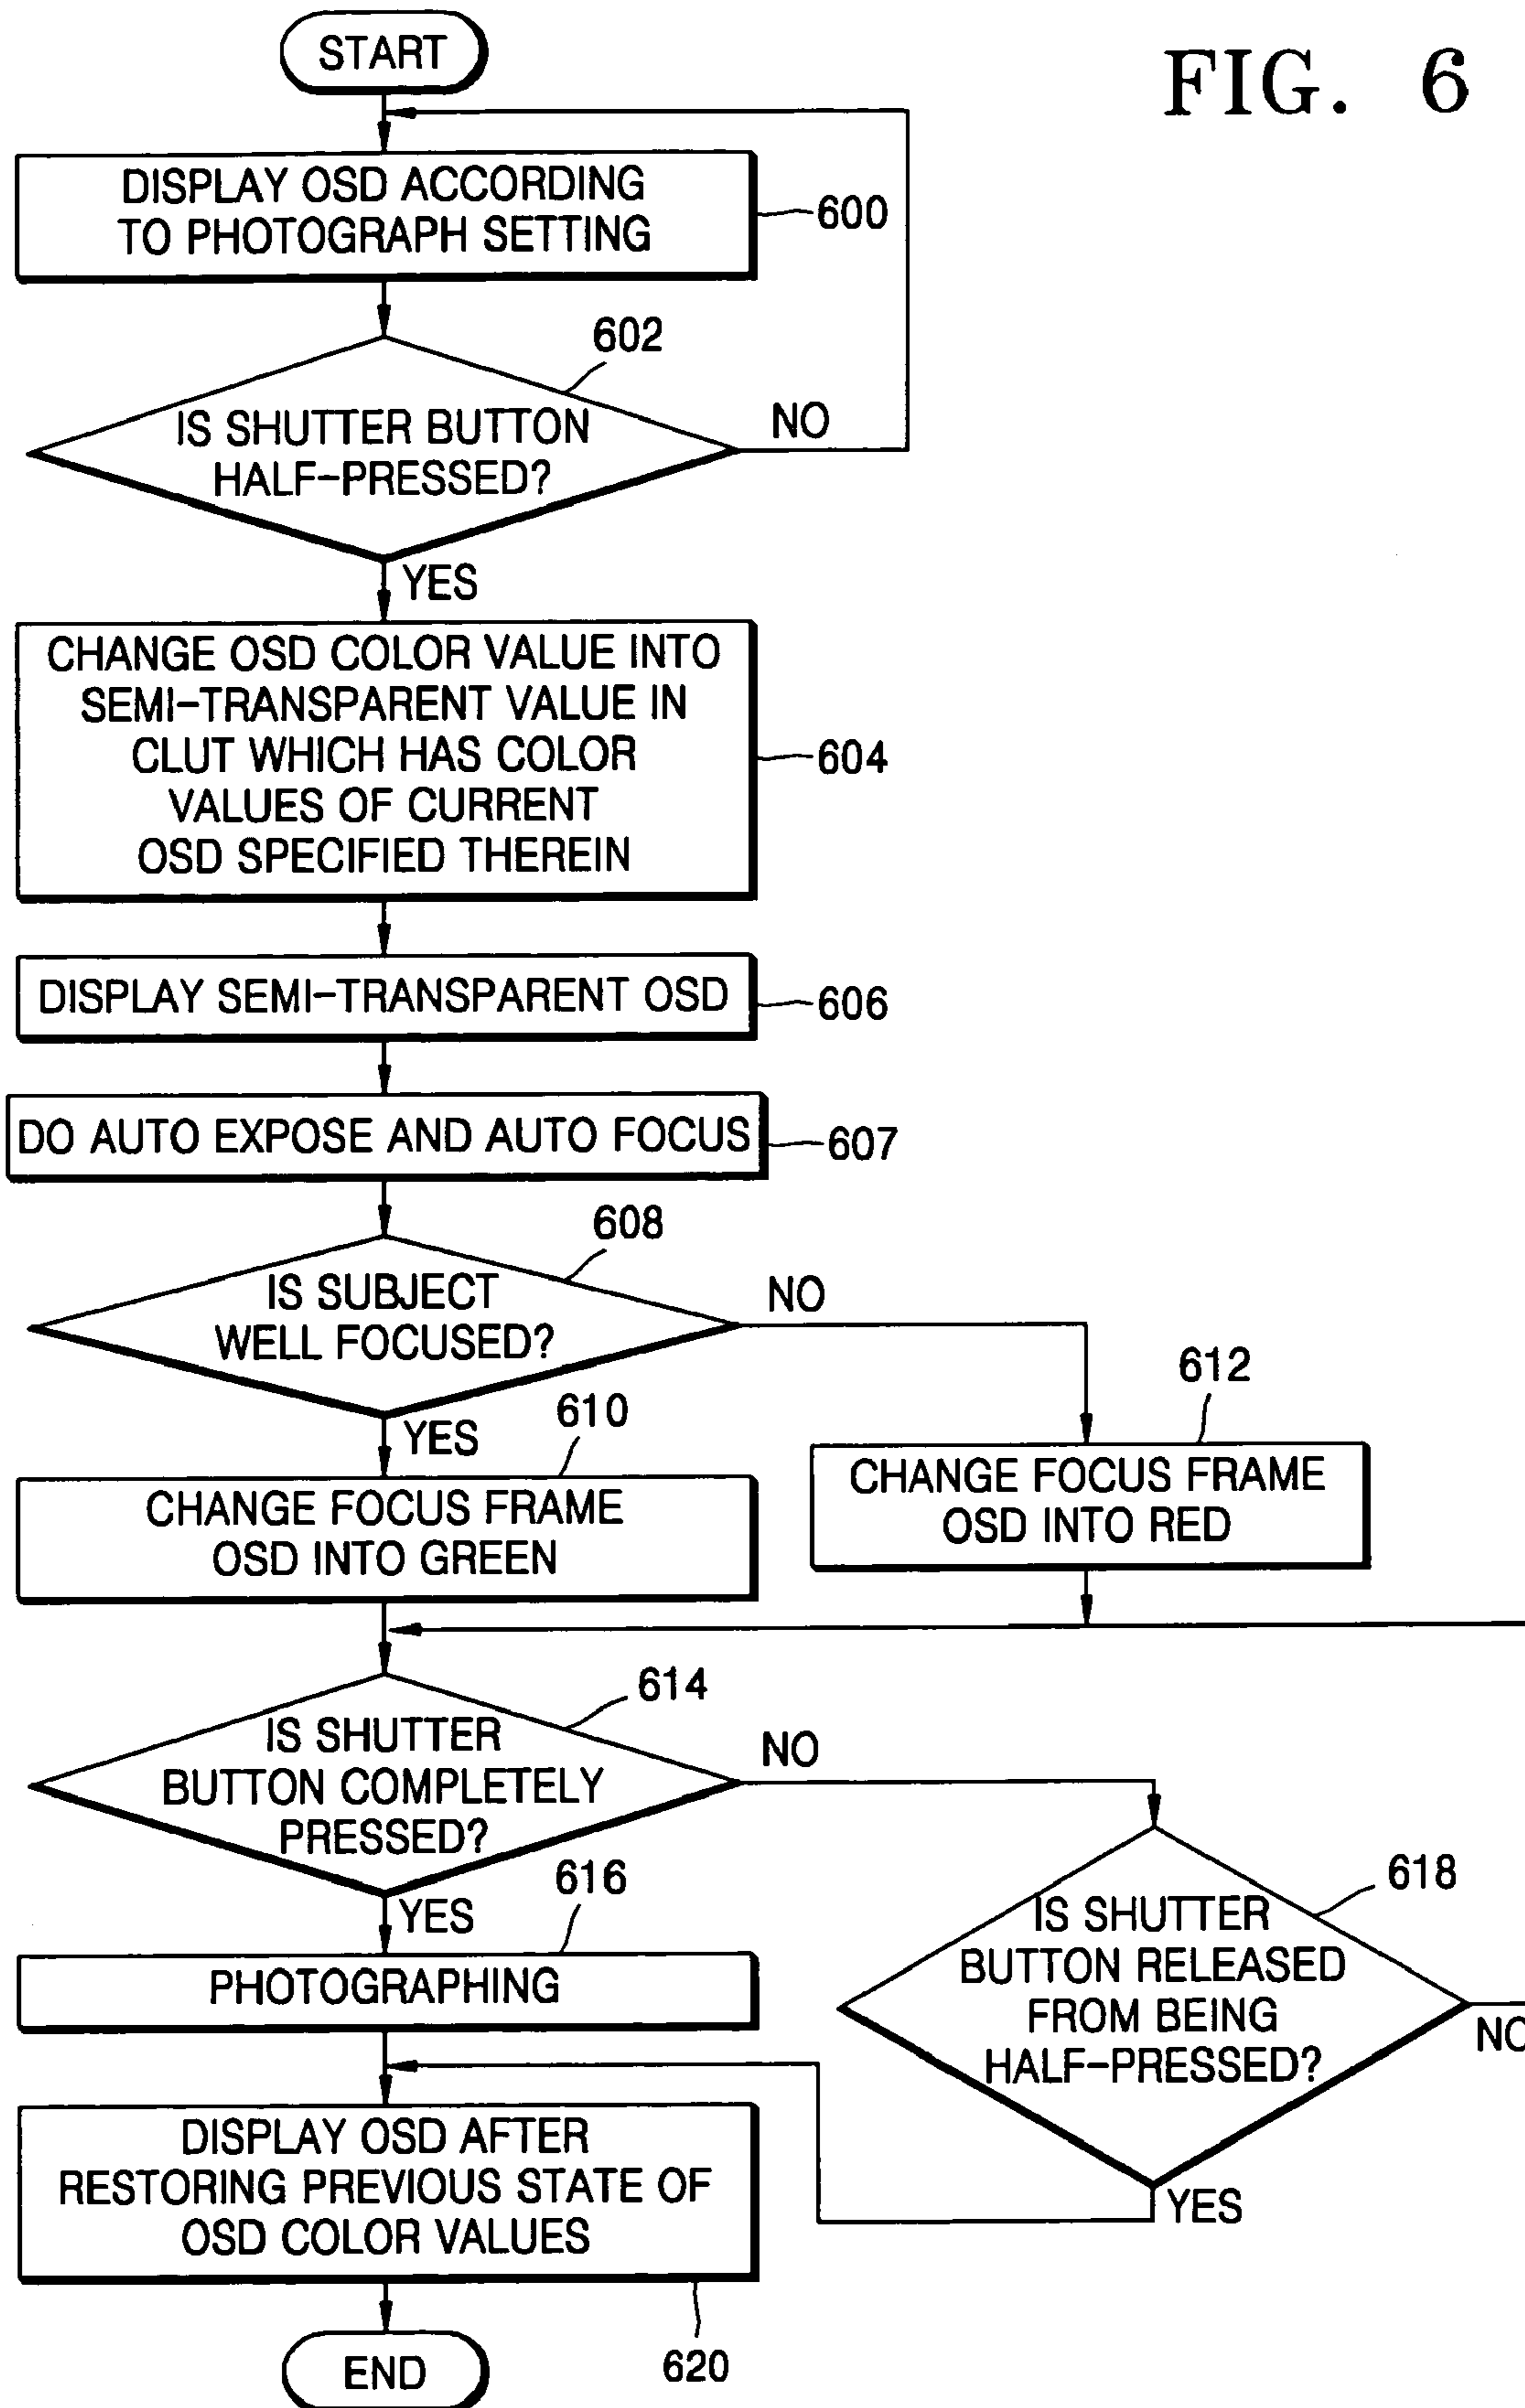 FIG. 6
START
DISPLAY OSD ACCORDING
TO PHOTOGRAPH SETTING
600
602
IS SHUTTER BUTTON
HALF-PRESSED?
NO
YES
CHANGE OSD COLOR VALUE INTO
SEMI-TRANSPARENT VALUE IN
CLUT WHICH HAS COLOR
VALUES OF CURRENT
OSD SPECIFIED THEREIN
604
DISPLAY SEMI-TRANSPARENT OSD
606
DO AUTO EXPOSE AND AUTO FOCUS
607
608
IS SUBJECT
WELL FOCUSED?
NO
YES
610
CHANGE FOCUS FRAME
OSD INTO GREEN
612
CHANGE FOCUS FRAME
OSD INTO RED
614
IS SHUTTER
BUTTON COMPLETELY
PRESSED?
NO
YES
616
PHOTOGRAPHING
618
IS SHUTTER
BUTTON RELEASED
FROM BEING
HALF-PRESSED?
NO
YES
DISPLAY OSD AFTER
RESTORING PREVIOUS STATE OF
OSD COLOR VALUES
620
END